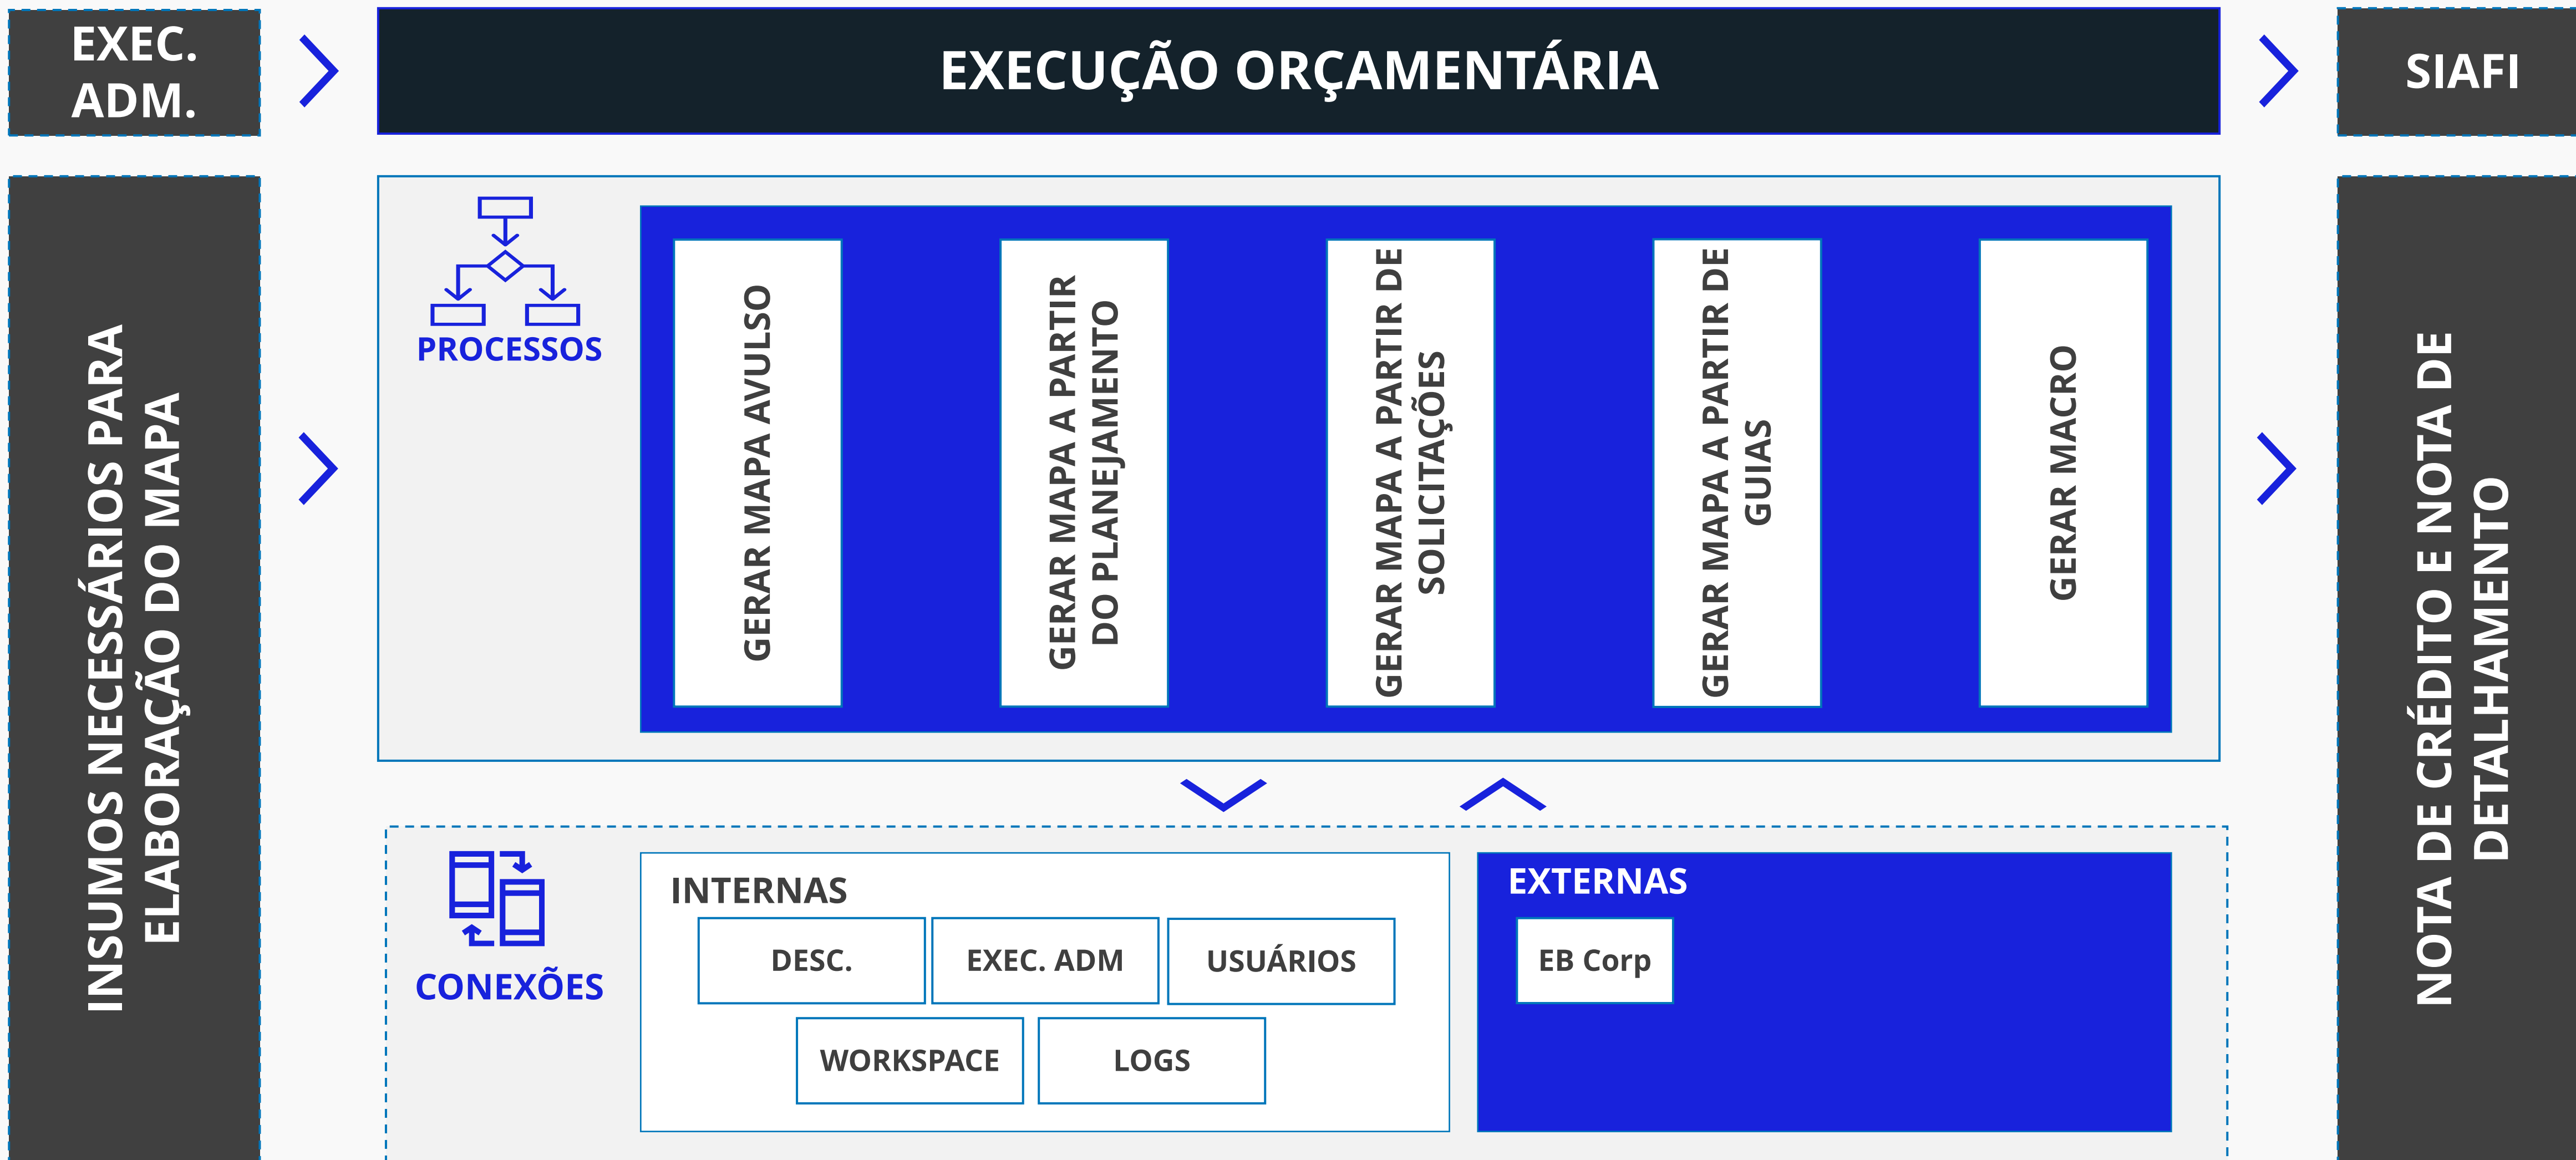 EXEC.
ADM.
EXECUÇÃO ORÇAMENTÁRIA
SIAFI
INSUMOS NECESSÁRIOS PARA
ELABORAÇÃO DO MAPA
PROCESSOS
GERAR MAPA AVULSO
GERAR MAPA A PARTIR
DO PLANEJAMENTO
GERAR MAPA A PARTIR DE
SOLICITAÇÕES
GERAR MAPA A PARTIR DE
GUIAS
GERAR MACRO
NOTA DE CRÉDITO E NOTA DE
DETALHAMENTO
CONEXÕES
INTERNAS
DESC.
EXEC. ADM
USUÁRIOS
WORKSPACE
LOGS
EXTERNAS
EB Corp